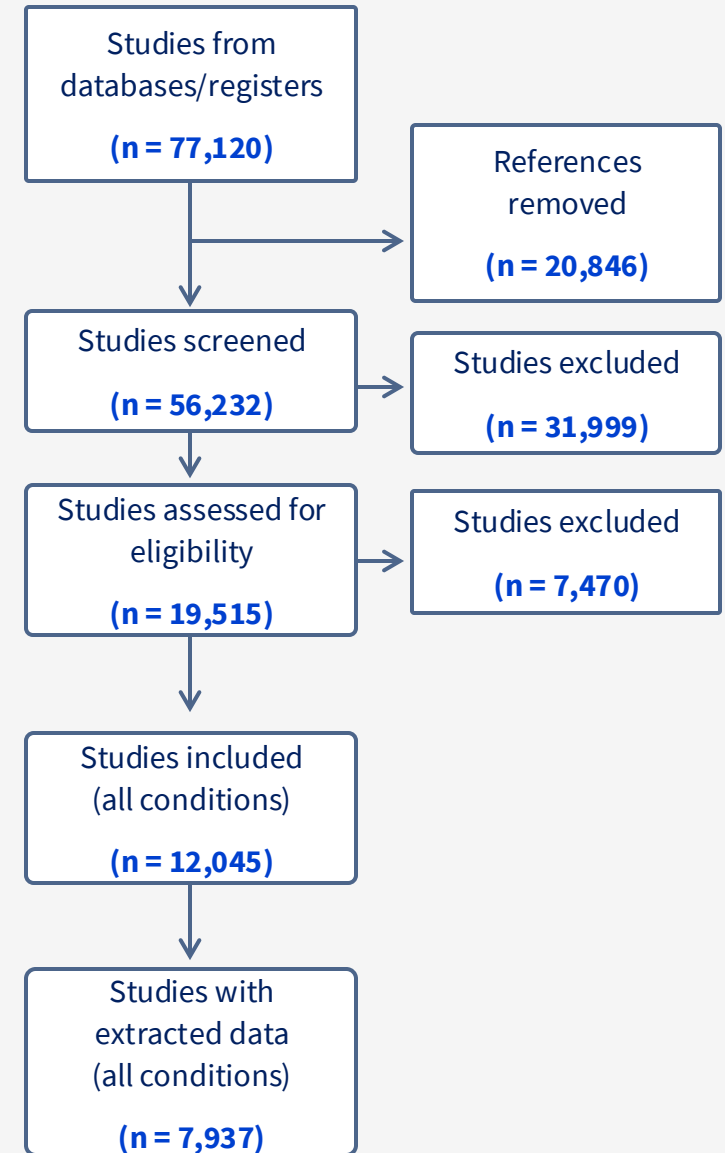 Studies from
databases/registers
(n = 77,120)
References
removed
(n = 20,846)
Studies screened
(n = 56,232)
Studies excluded
(n = 31,999)
Studies assessed for
eligibility
(n = 19,515)
Studies excluded
(n = 7,470)
Studies included
(all conditions)
(n = 12,045)
Studies with
extracted data
(all conditions)
(n = 7,937)